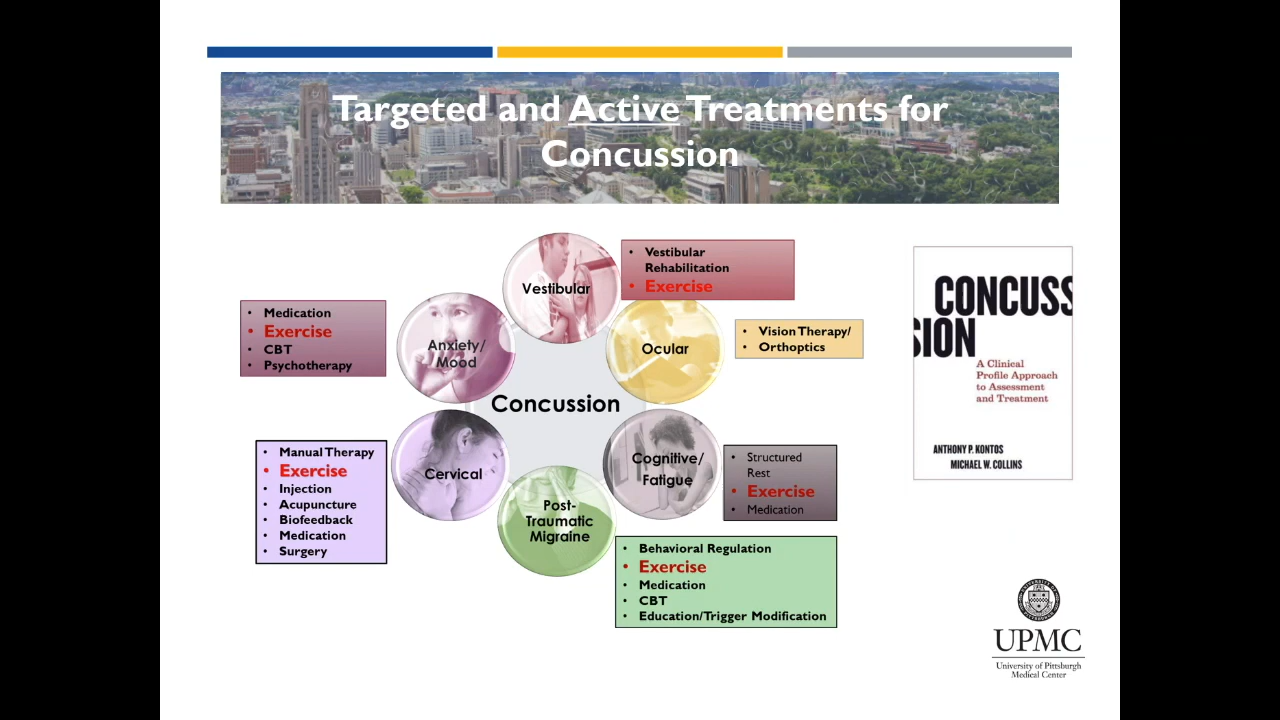 Targeted and Active Treatments for
Concussion
Vestibular
• Vestibular
Rehabilitation
• Exercise
Ocular
• Vision Therapy/
• Orthoptics
Cognitive/
Fatigue
• Structured
Rest
• Exercise
• Medication
Post-
Traumatic
Migraine
• Behavioral Regulation
• Exercise
• Medication
• CBT
• Education/Trigger Modification
Cervical
• Manual Therapy
• Exercise
• Injection
• Acupuncture
• Biofeedback
• Medication
• Surgery
Anxiety/
Mood
• Medication
• Exercise
• CBT
• Psychotherapy
Concussion
CONCUSS
SION
A Clinical
Profile Approach
to Assessment
and Treatment
ANTHONY P. KONTOS
MICHAEL W. COLLINS
UPMC
University of Pittsburgh
Medical Center